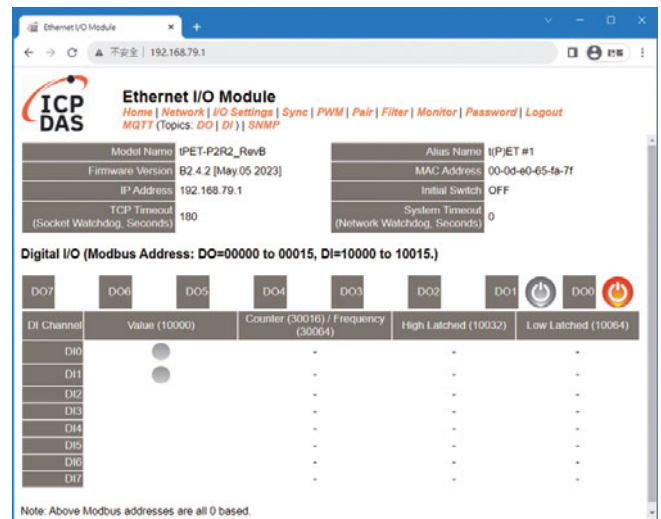 Ethernet I/O Module
不安全 | 192.168.79.1
ICP DAS
Ethernet I/O Module
Home | Network | I/O Settings | Sync | PWM | Pair | Filter | Monitor | Password | Logout
MQTT (Topics: DO | DI ) | SNMP
Model Name tPET-P2R2_RevB Alias Name t(P)ET #1
Firmware Version B2.4.2 [May.05 2023] MAC Address 00-0d-e0-65-fa-7f
IP Address 192.168.79.1 Initial Switch OFF
TCP Timeout (Socket Watchdog, Seconds) 180 System Timeout (Network Watchdog, Seconds) 0
Digital I/O (Modbus Address: DO=00000 to 00015, DI=10000 to 10015.)
DO7 DO6 DO5 DO4 DO3 DO2 DO1 DO0
DI Channel Value (10000) Counter (30016) / Frequency (30064) High Latched (10032) Low Latched (10064)
DI0 - - -
DI1 - - -
DI2 - - -
DI3 - - -
DI4 - - -
DI5 - - -
DI6 - - -
DI7 - - -
Note: Above Modbus addresses are all 0 based.